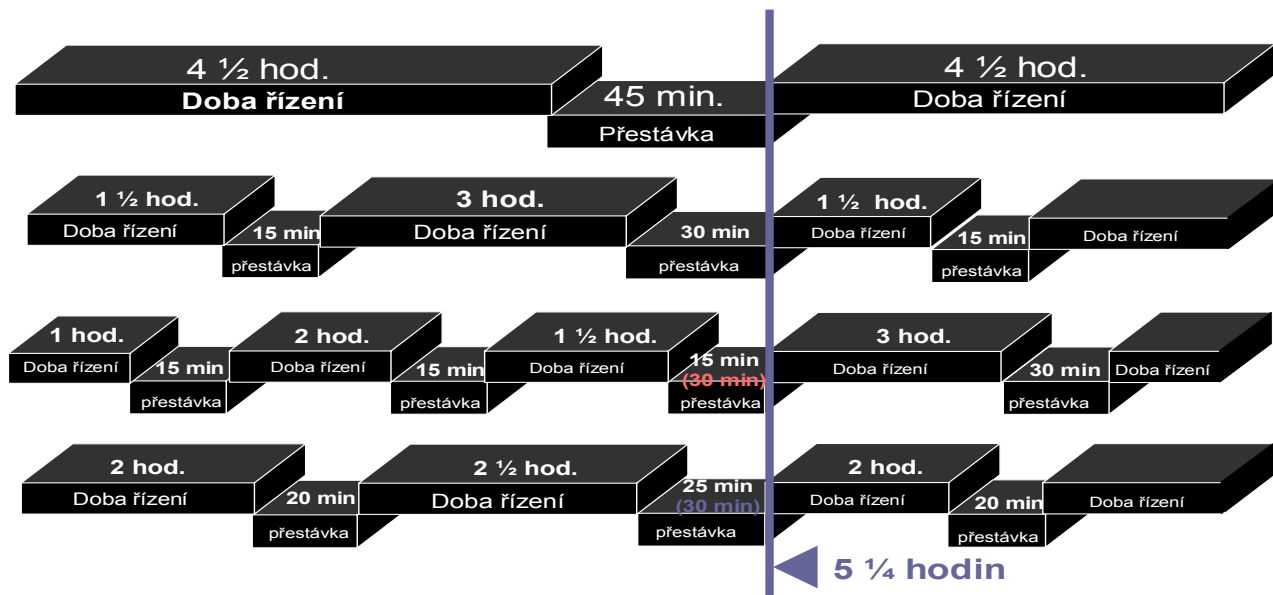 4 ½ hod.
Doba řízení
45 min.
Přestávka
4 ½ hod.
Doba řízení
1 ½ hod.
Doba řízení
15 min
přestávka
3 hod.
Doba řízení
30 min
přestávka
1 ½ hod.
Doba řízení
15 min
přestávka
Doba řízení
1 hod.
Doba řízení
15 min
přestávka
2 hod.
Doba řízení
15 min
přestávka
1 ½ hod.
Doba řízení
15 min
(30 min)
přestávka
3 hod.
Doba řízení
30 min
přestávka
Doba řízení
2 hod.
Doba řízení
20 min
přestávka
2 ½ hod.
Doba řízení
25 min
(30 min)
přestávka
2 hod.
Doba řízení
20 min
přestávka
Doba řízení
5 ¼ hodin